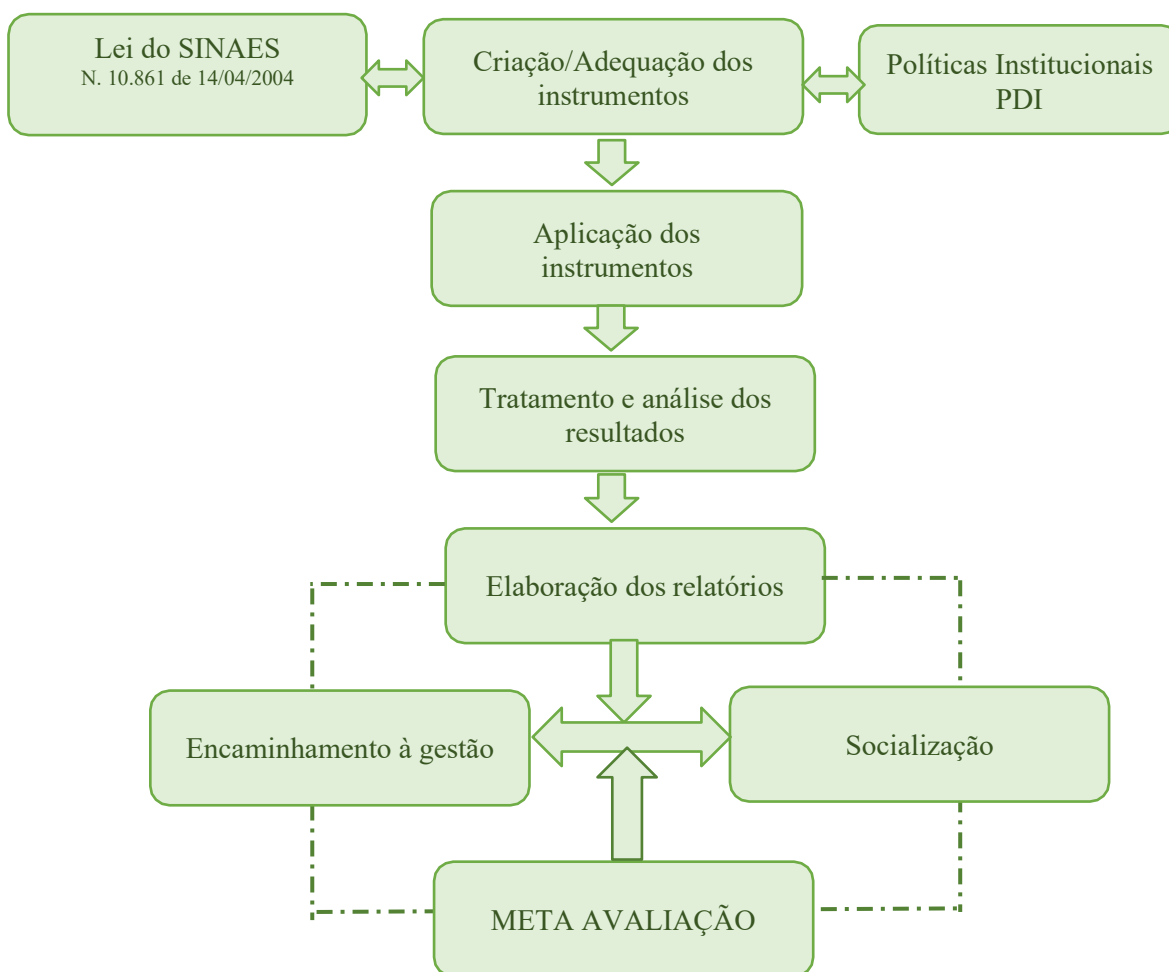 Lei do SINAES
N. 10.861 de 14/04/2004
Criação/Adequação dos
instrumentos
Políticas Institucionais
PDI
Aplicação dos
instrumentos
Tratamento e análise dos
resultados
Elaboração dos relatórios
Encaminhamento à gestão
Socialização
META AVALIAÇÃO